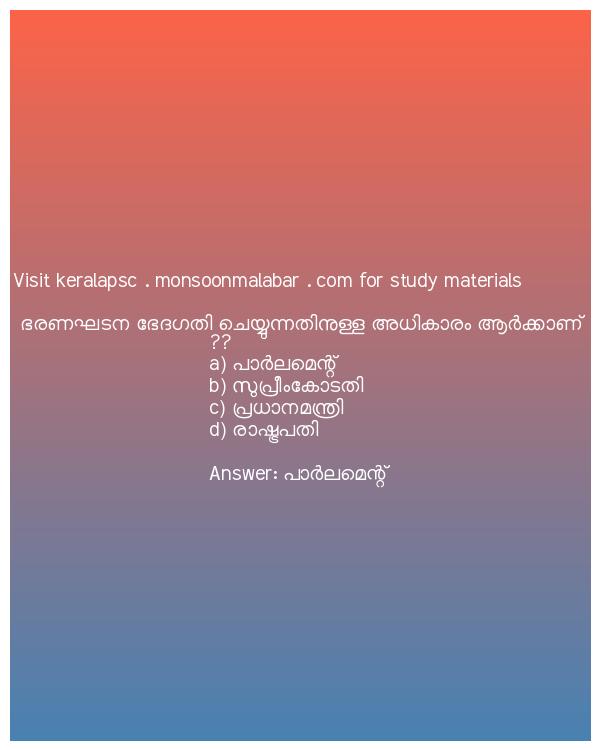 Visit keralapsc . monsoonmalabar . com for study materials
ഭരണഘടന ഭേദഗതി ചെയ്യുന്നതിനുള്ള അധികാരം ആർക്കാണ്
??
a) പാർലമെന്റ്
b) സുപ്രീംകോടതി
c) പ്രധാനമന്ത്രി
d) രാഷ്ട്രപതി
Answer: പാർലമെന്റ്